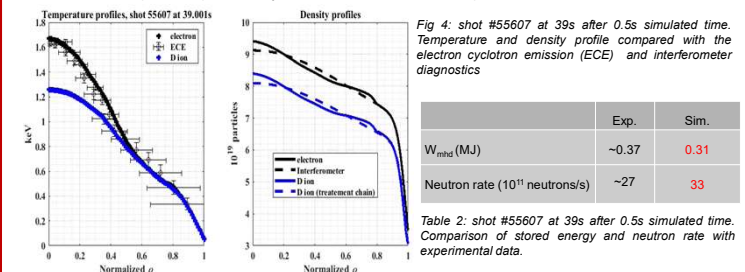 Temperature profiles, shot 55607 at 39.001s
1.8
1.6
1.4
1.2
1
0.8
0.6
0.4
0.2
0
keV
electron
ECE
D ion
0 0.2 0.4 0.6 0.8 1
Normalized ρ
Density profiles
10
9
8
7
6
5
4
3
10¹⁹ particles
electron
Interferometer
D ion
D ion (treatement chain)
0 0.2 0.4 0.6 0.8 1
Normalized ρ
Fig 4: shot #55607 at 39s after 0.5s simulated time.
Temperature and density profile compared with the
electron cyclotron emission (ECE) and interferometer
diagnostics
Exp. Sim.
Wmhd (MJ) ~0.37 0.31
Neutron rate (10¹¹ neutrons/s) ~27 33
Table 2: shot #55607 at 39s after 0.5s simulated time.
Comparison of stored energy and neutron rate with
experimental data.